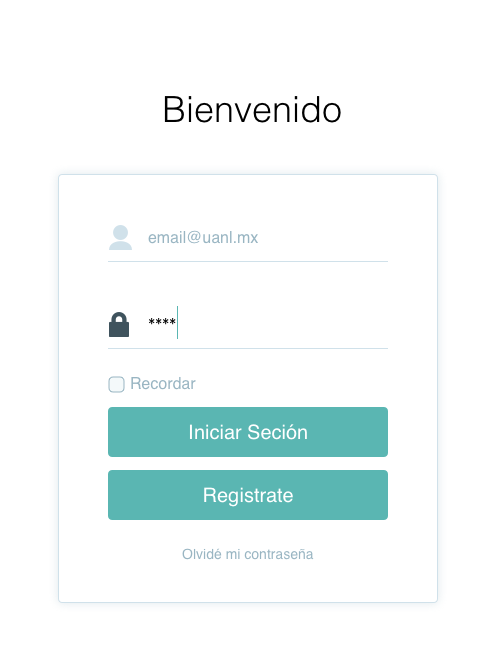 Bienvenido
email@uanl.mx
****
Recordar
Iniciar Seción
Registrate
Olvidé mi contraseña